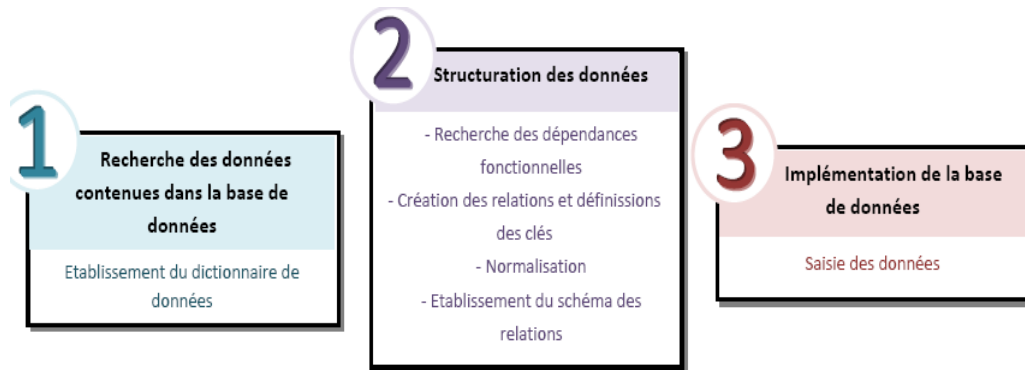 1
Recherche des données
contenues dans la base de
données
Etablissement du dictionnaire de
données
2
Structuration des données
- Recherche des dépendances
fonctionnelles
- Création des relations et définissions
des clés
- Normalisation
- Etablissement du schéma des
relations
3
Implémentation de la base
de données
Saisie des données